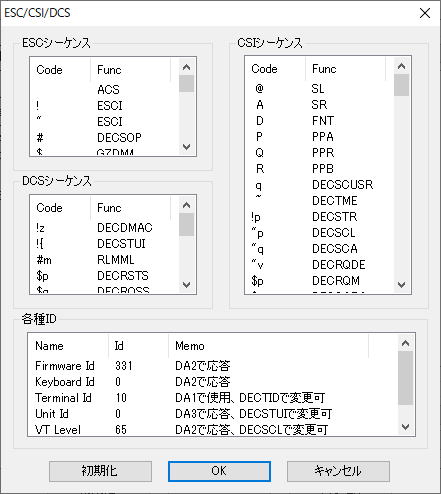 ESC/CSI/DCS
ESCシーケンス
Code Func
ACS
! ESCI
" ESCI
# DECSOP
$ GZDM4
DCSシーケンス
Code Func
!z DECDMAC
!{ DECSTUI
#m RLMML
$p DECRSTS
$q DECRQSS
CSIシーケンス
Code Func
@ SL
A SR
D FNT
P PPA
Q PPR
R PPB
q DECSCUSR
~ DECTME
!p DECSTR
"p DECSCL
"q DECSCA
"v DECRQDE
$p DECRQM
各種ID
Name Id Memo
Firmware Id 331 DA2で応答
Keyboard Id 0 DA2で応答
Terminal Id 10 DA1で使用、DECTIDで変更可
Unit Id 0 DA3で応答、DECSTUIで変更可
VT Level 65 DA2で応答、DECSCLで変更可
初期化 OK キャンセル